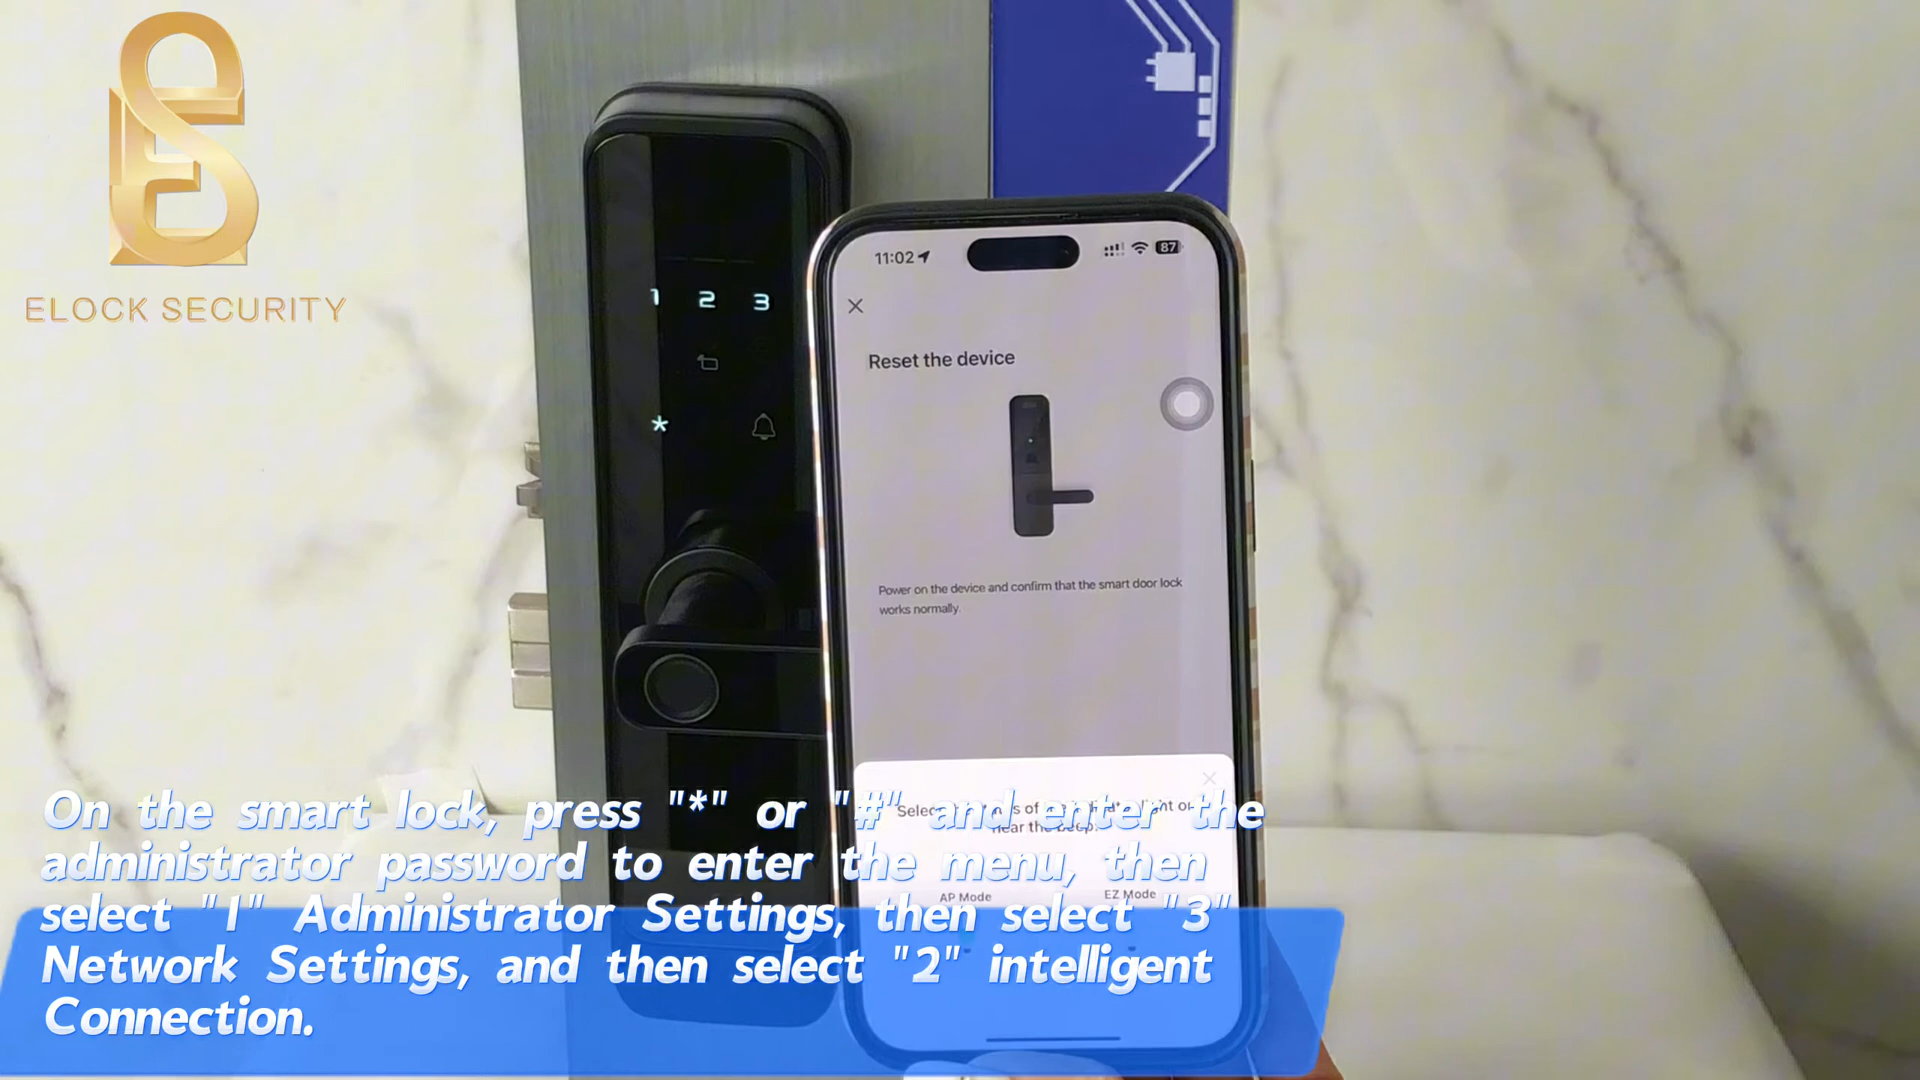 ELOCK SECURITY
1 2 3
*
11:02
87
Reset the device
Power on the device and confirm that the smart door lock
works normally.
AP Mode
EZ Mode
On the smart lock, press "*" or "#" and enter the
administrator password to enter the menu, then
select "1" Administrator Settings, then select "3"
Network Settings, and then select "2" intelligent
Connection.